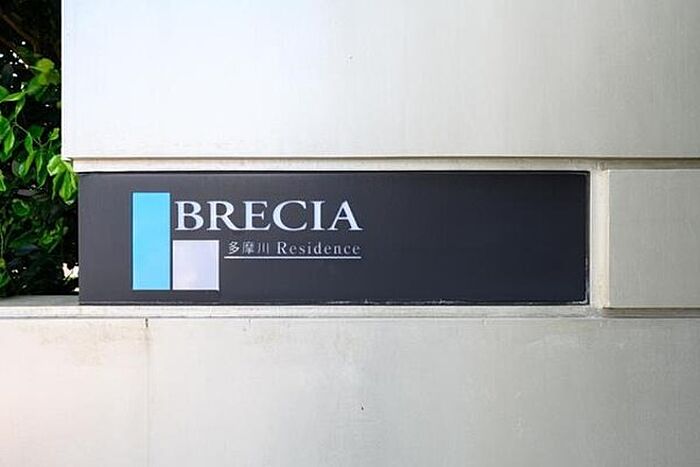 BRECIA
多摩川 Residence